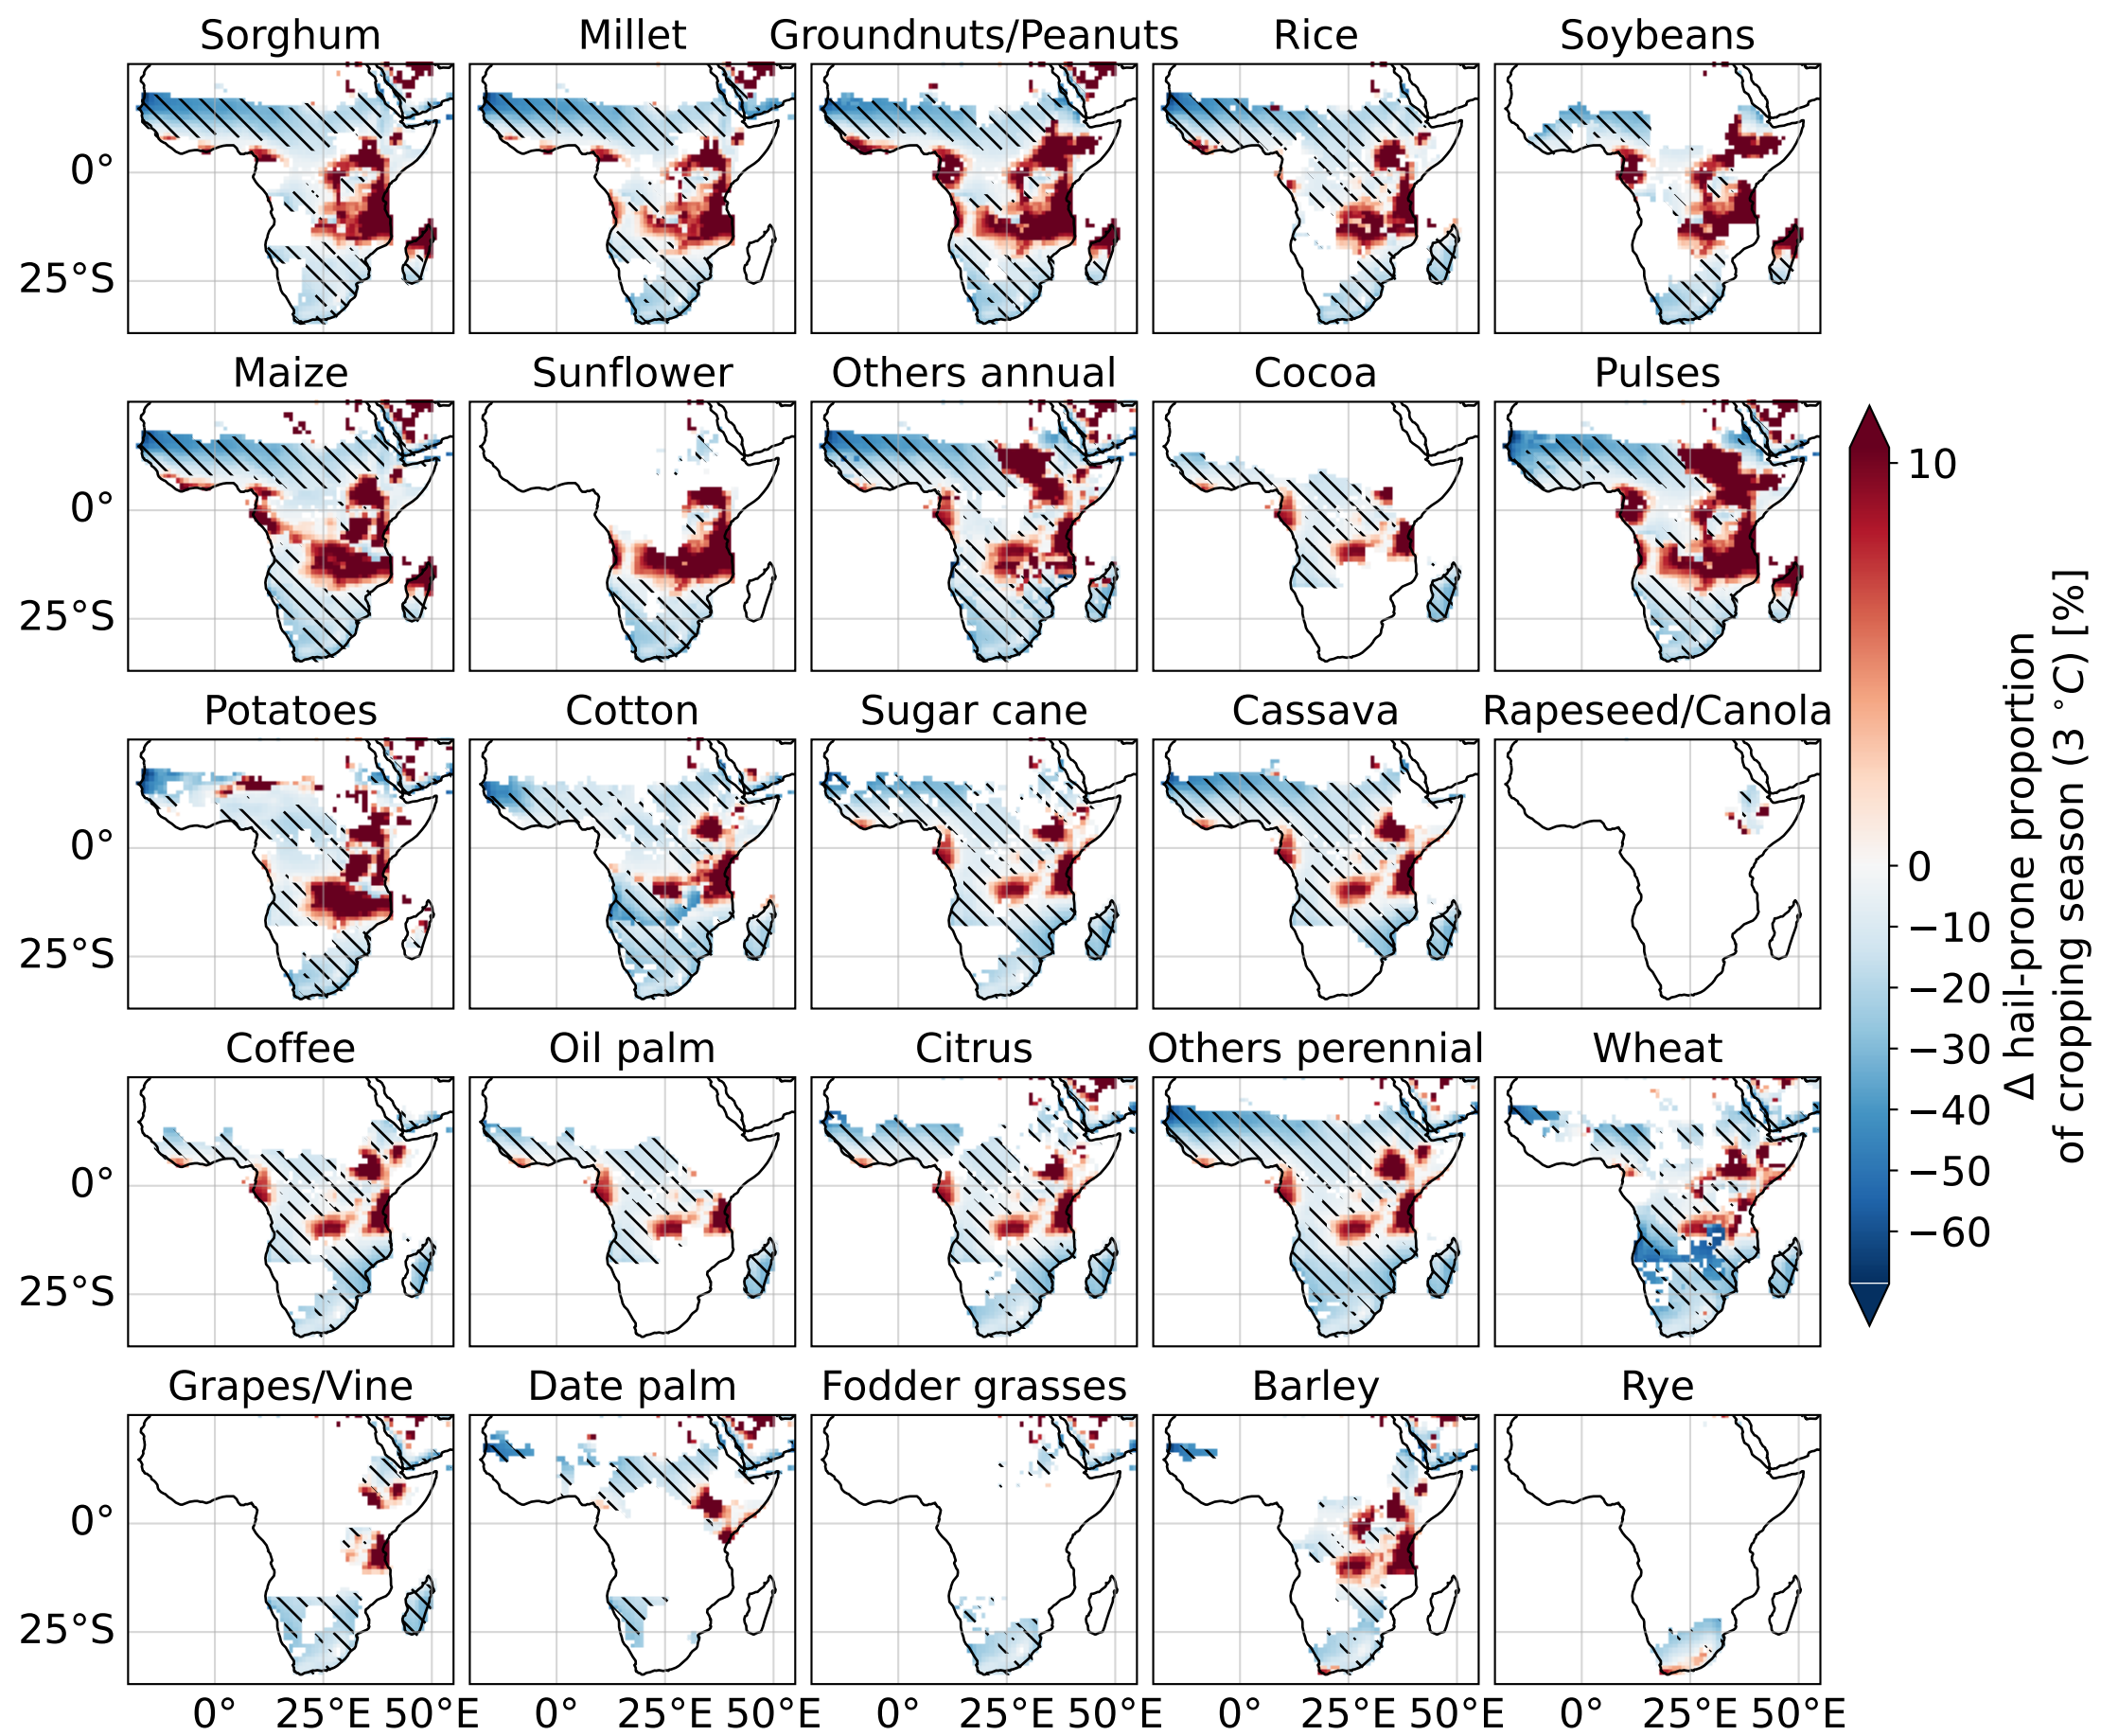 Sorghum
Millet
Groundnuts/Peanuts
Rice
Soybeans
0°
25°S
Maize
Sunflower
Others annual
Cocoa
Pulses
0°
25°S
Potatoes
Cotton
Sugar cane
Cassava
Rapeseed/Canola
0°
25°S
Coffee
Oil palm
Citrus
Others perennial
Wheat
0°
25°S
Grapes/Vine
Date palm
Fodder grasses
Barley
Rye
0°
25°S
0° 25°E 50°E
0° 25°E 50°E
0° 25°E 50°E
0° 25°E 50°E
0° 25°E 50°E
10
0
−10
−20
−30
−40
−50
−60
Δ hail-prone proportion
of cropping season (3 °C) [%]